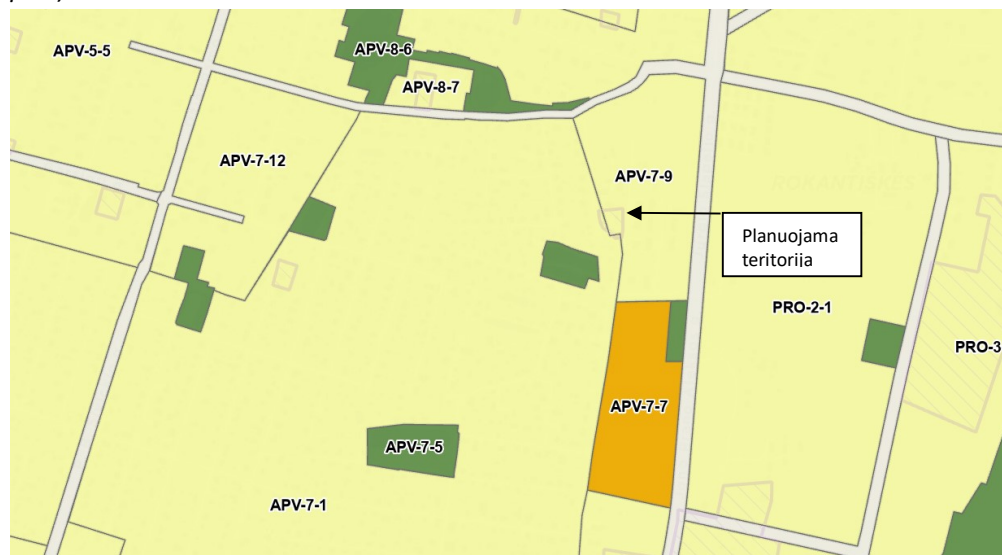 APV-5-5
APV-8-6
APV-8-7
APV-7-12
APV-7-9
ROKANTIŠKĖS
Planuojama
teritorija
PRO-2-1
PRO-3
APV-7-7
APV-7-5
APV-7-1